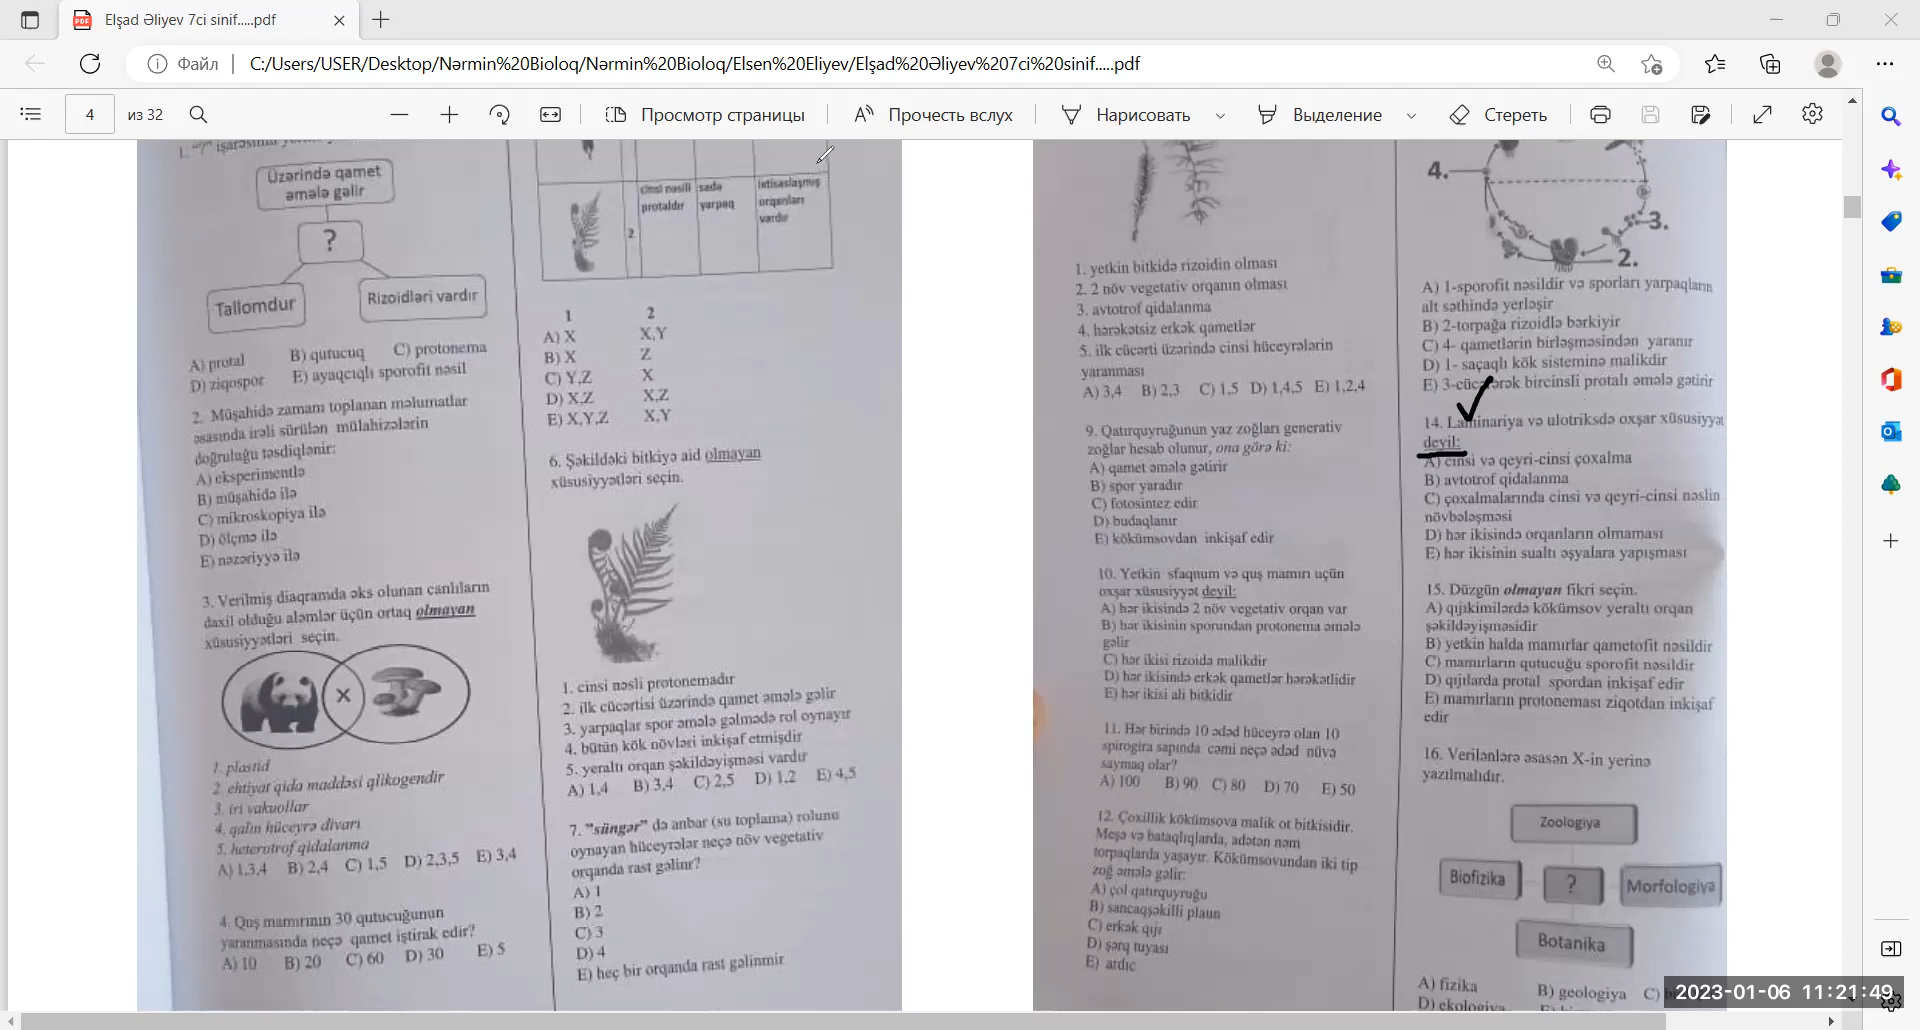 Elşad Əliyev 7ci sinif.....pdf
Файл
C:/Users/USER/Desktop/Nərmin%20Bioloq/Nərmin%20Bioloq/Elsen%20Eliyev/Elşad%20Əliyev%207ci%20sinif.....pdf
4 из 32
Просмотр страницы
Прочесть вслух
Нарисовать
Выделение
Стереть
Üzərində qamet
əmələ gəlir
?
Tallomdur
Rizoidləri vardır
A) protal B) qutucuq C) protonema
D) ziqospor E) ayaqcıqlı sporofit nəsil
2. Müşahidə zamanı toplanan məlumatlar
əsasında irəli sürülən mülahizələrin
doğruluğu təsdiqlənir:
A) eksperimentlə
B) müşahidə ilə
C) mikroskopiya ilə
D) ölçmə ilə
E) nəzəriyyə ilə
3. Verilmiş diaqramda əks olunan canlıların
daxil olduğu aləmlər üçün ortaq olmayan
xüsusiyyətləri seçin.
X
1. plastid
2. ehtiyat qida maddəsi qlikogendir
3. iri vakuollar
4. qalın hüceyrə divarı
5. heterotrof qidalanma
A) 1,3,4 B) 2,4 C) 1,5 D) 2,3,5 E) 3,4
4. Quş mamırının 30 qutucuğunun
yaranmasında neçə qamet iştirak edir?
A) 10 B) 20 C) 60 D) 30 E) 5
2
cinsi nəsili
protaldır
sadə
yarpaq
ixtisaslaşmış
orqanları
vardır
1 2
A) X X,Y
B) X Z
C) Y,Z X
D) X,Z X,Z
E) X,Y,Z X,Y
6. Şəkildəki bitkiyə aid olmayan
xüsusiyyətləri seçin.
1. cinsi nəsli protonemadır
2. ilk cücərtisi üzərində qamet əmələ gəlir
3. yarpaqlar spor əmələ gəlmədə rol oynayır
4. bütün kök növləri inkişaf etmişdir
5. yeraltı orqan şəkildəyişməsi vardır
A) 1,4 B) 3,4 C) 2,5 D) 1,2 E) 4,5
7. "süngər" də anbar (su toplama) rolunu
oynayan hüceyrələr neçə növ vegetativ
orqanda rast gəlinr?
A) 1
B) 2
C) 3
D) 4
E) heç bir orqanda rast gəlinmir
1. yetkin bitkidə rizoidin olması
2. 2 növ vegetativ orqanın olması
3. avtotrof qidalanma
4. hərəkətsiz erkək qametlər
5. ilk cücərti üzərində cinsi hüceyrələrin
yaranması
A) 3,4 B) 2,3 C) 1,5 D) 1,4,5 E) 1,2,4
9. Qatırquyruğunun yaz zoğları generativ
zoğlar hesab olunur, ona görə ki:
A) qamet əmələ gətirir
B) spor yaradır
C) fotosintez edir
D) budaqlanır
E) kökümsovdan inkişaf edir
10. Yetkin sfaqnum və quş mamırı uçün
oxşar xüsusiyyət deyil:
A) hər ikisində 2 növ vegetativ orqan var
B) hər ikisinin sporundan protonema əmələ
gəlir
C) hər ikisi rizoidə malikdir
D) hər ikisində erkək qametlər hərəkətlidir
E) hər ikisi ali bitkidir
11. Hər birində 10 ədəd hüceyrə olan 10
spirogira sapında cəmi neçə ədəd nüvə
saymaq olar?
A) 100 B) 90 C) 80 D) 70 E) 50
12. Çoxillik kökümsova malik ot bitkisidir.
Meşə və bataqlıqlarda, adətən nəm
torpaqlarda yaşayır. Kökümsovundan iki tip
zoğ əmələ gəlir:
A) çöl qatırquyruğu
B) sancaqşəkilli plaun
C) erkək qıjı
D) şərq tuyası
E) ardıc
4.
3.
2.
A) 1-sporofit nəsildir və sporları yarpaqların
alt səthində yerləşir
B) 2-torpağa rizoidlə bərkiyir
C) 4- qametlərin birləşməsindən yaranır
D) 1- saçaqlı kök sisteminə malikdir
E) 3-cücərərək bircinsli protalı əmələ gətirir
14. Laminariya və ulotriksdə oxşar xüsusiyyət
deyil:
A) cinsi və qeyri-cinsi çoxalma
B) avtotrof qidalanma
C) çoxalmalarında cinsi və qeyri-cinsi nəslin
növbələşməsi
D) hər ikisində orqanların olmaması
E) hər ikisinin sualtı əşyalara yapışması
15. Düzgün olmayan fikri seçin.
A) qıjıkimilərdə kökümsov yeraltı orqan
şəkildəyişməsidir
B) yetkin halda mamırlar qametofit nəsildir
C) mamırların qutucuğu sporofit nəsildir
D) qıjılarda protal spordan inkişaf edir
E) mamırların protoneması ziqotdan inkişaf
edir
16. Verilənlərə əsasən X-in yerinə
yazılmalıdır.
Zoologiya
Biofizika
?
Morfologiya
Botanika
A) fizika B) geologiya C)
D) ekologiya
2023-01-06 11:21:49